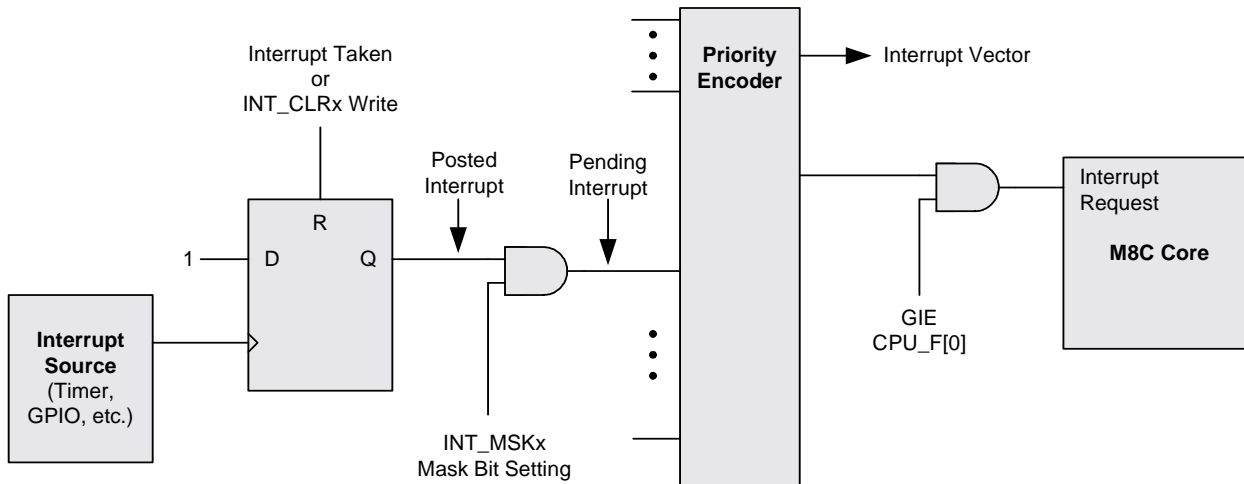 Interrupt Taken
or
INT_CLRx Write
Priority
Encoder
Interrupt Vector
Posted
Interrupt
Pending
Interrupt
Interrupt
Request
M8C Core
R
1
D
Q
Interrupt
Source
(Timer,
GPIO, etc.)
GIE
CPU_F[0]
INT_MSKx
Mask Bit Setting